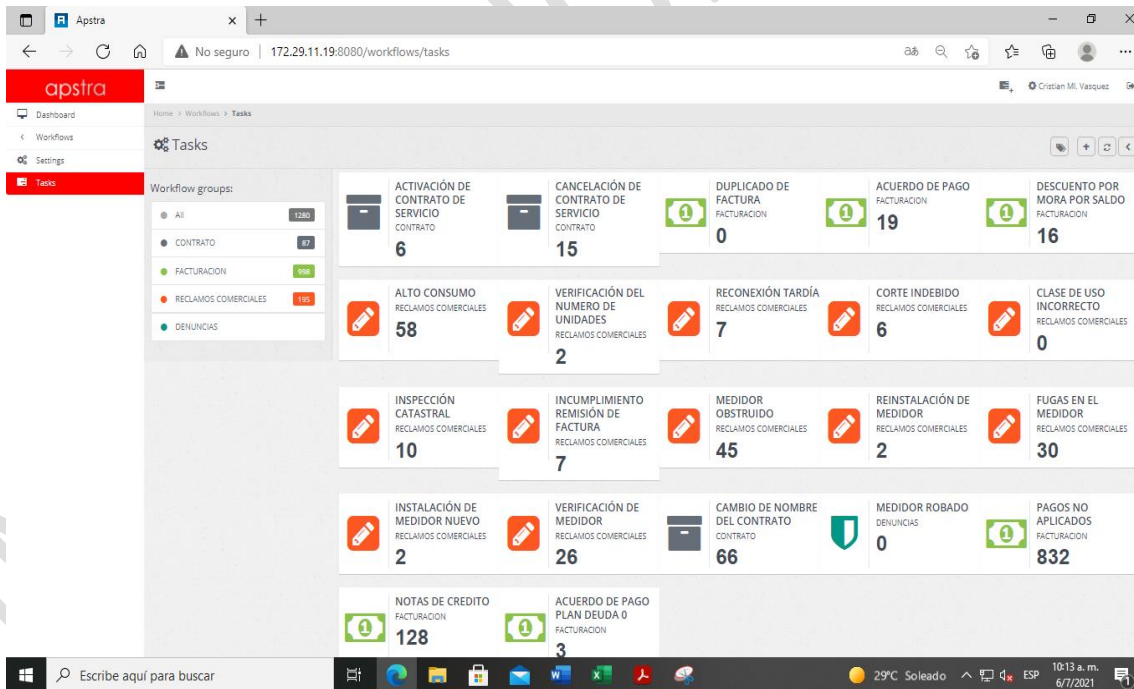 Apstra
No seguro | 172.29.11.19:8080/workflows/tasks
apstra
Cristian Ml. Vasquez
Dashboard
Workflows
Settings
Tasks
Home > Workflows > Tasks
Tasks
Workflow groups:
All 1280
CONTRATO 87
FACTURACION 998
RECLAMOS COMERCIALES 195
DENUNCIAS
ACTIVACIÓN DE
CONTRATO DE
SERVICIO
CONTRATO
6
CANCELACIÓN DE
CONTRATO DE
SERVICIO
CONTRATO
15
DUPLICADO DE
FACTURA
FACTURACION
0
ACUERDO DE PAGO
FACTURACION
19
DESCUENTO POR
MORA POR SALDO
FACTURACION
16
ALTO CONSUMO
RECLAMOS COMERCIALES
58
VERIFICACIÓN DEL
NUMERO DE
UNIDADES
RECLAMOS COMERCIALES
2
RECONEXIÓN TARDÍA
RECLAMOS COMERCIALES
7
CORTE INDEBIDO
RECLAMOS COMERCIALES
6
CLASE DE USO
INCORRECTO
RECLAMOS COMERCIALES
0
INSPECCIÓN
CATASTRAL
RECLAMOS COMERCIALES
10
INCUMPLIMIENTO
REMISIÓN DE
FACTURA
RECLAMOS COMERCIALES
7
MEDIDOR
OBSTRUIDO
RECLAMOS COMERCIALES
45
REINSTALACIÓN DE
MEDIDOR
RECLAMOS COMERCIALES
2
FUGAS EN EL
MEDIDOR
RECLAMOS COMERCIALES
30
INSTALACIÓN DE
MEDIDOR NUEVO
RECLAMOS COMERCIALES
2
VERIFICACIÓN DE
MEDIDOR
RECLAMOS COMERCIALES
26
CAMBIO DE NOMBRE
DEL CONTRATO
CONTRATO
66
MEDIDOR ROBADO
DENUNCIAS
0
PAGOS NO
APLICADOS
FACTURACION
832
NOTAS DE CREDITO
FACTURACION
128
ACUERDO DE PAGO
PLAN DEUDA 0
FACTURACION
3
Escribe aquí para buscar
29°C Soleado
ESP
10:13 a. m.
6/7/2021